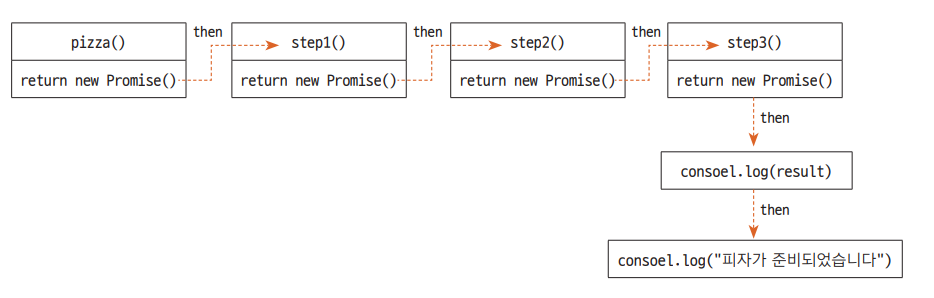 pizza()
return new Promise()
then
step1()
return new Promise()
then
step2()
return new Promise()
then
step3()
return new Promise()
then
consoel.log(result)
then
consoel.log("피자가 준비되었습니다")